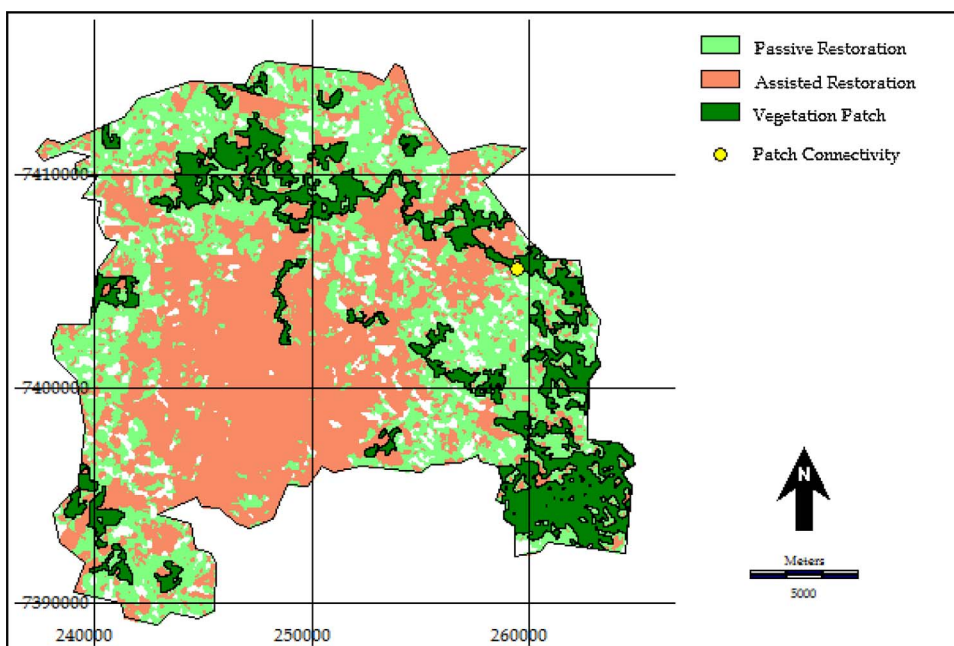 Passive Restoration
Assisted Restoration
Vegetation Patch
Patch Connectivity
-7410000
-7400000
N
Meters
5000
-7390000
240000 250000 260000